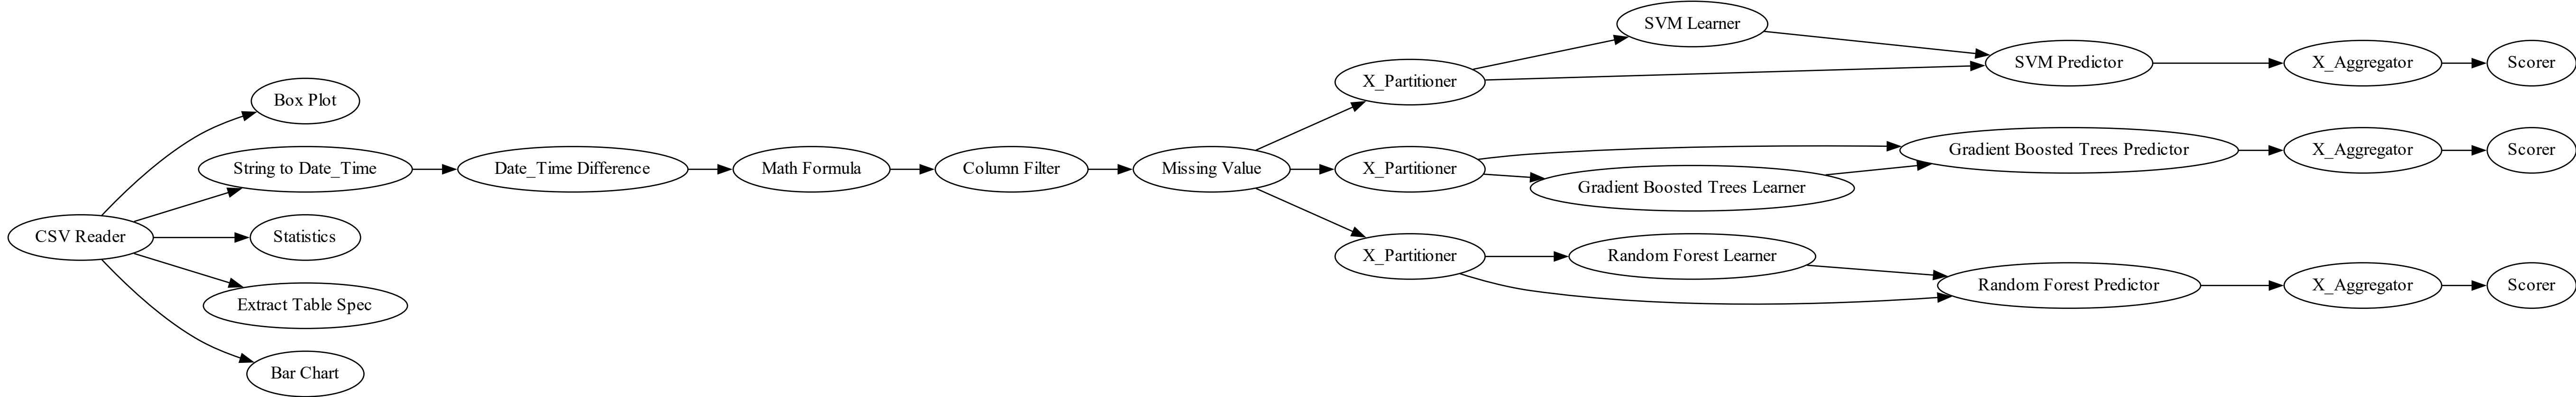 CSV Reader
Box Plot
String to Date_Time
Statistics
Extract Table Spec
Bar Chart
Date_Time Difference
Math Formula
Column Filter
Missing Value
X_Partitioner
SVM Learner
SVM Predictor
X_Aggregator
Scorer
X_Partitioner
Gradient Boosted Trees Learner
Gradient Boosted Trees Predictor
X_Aggregator
Scorer
X_Partitioner
Random Forest Learner
Random Forest Predictor
X_Aggregator
Scorer